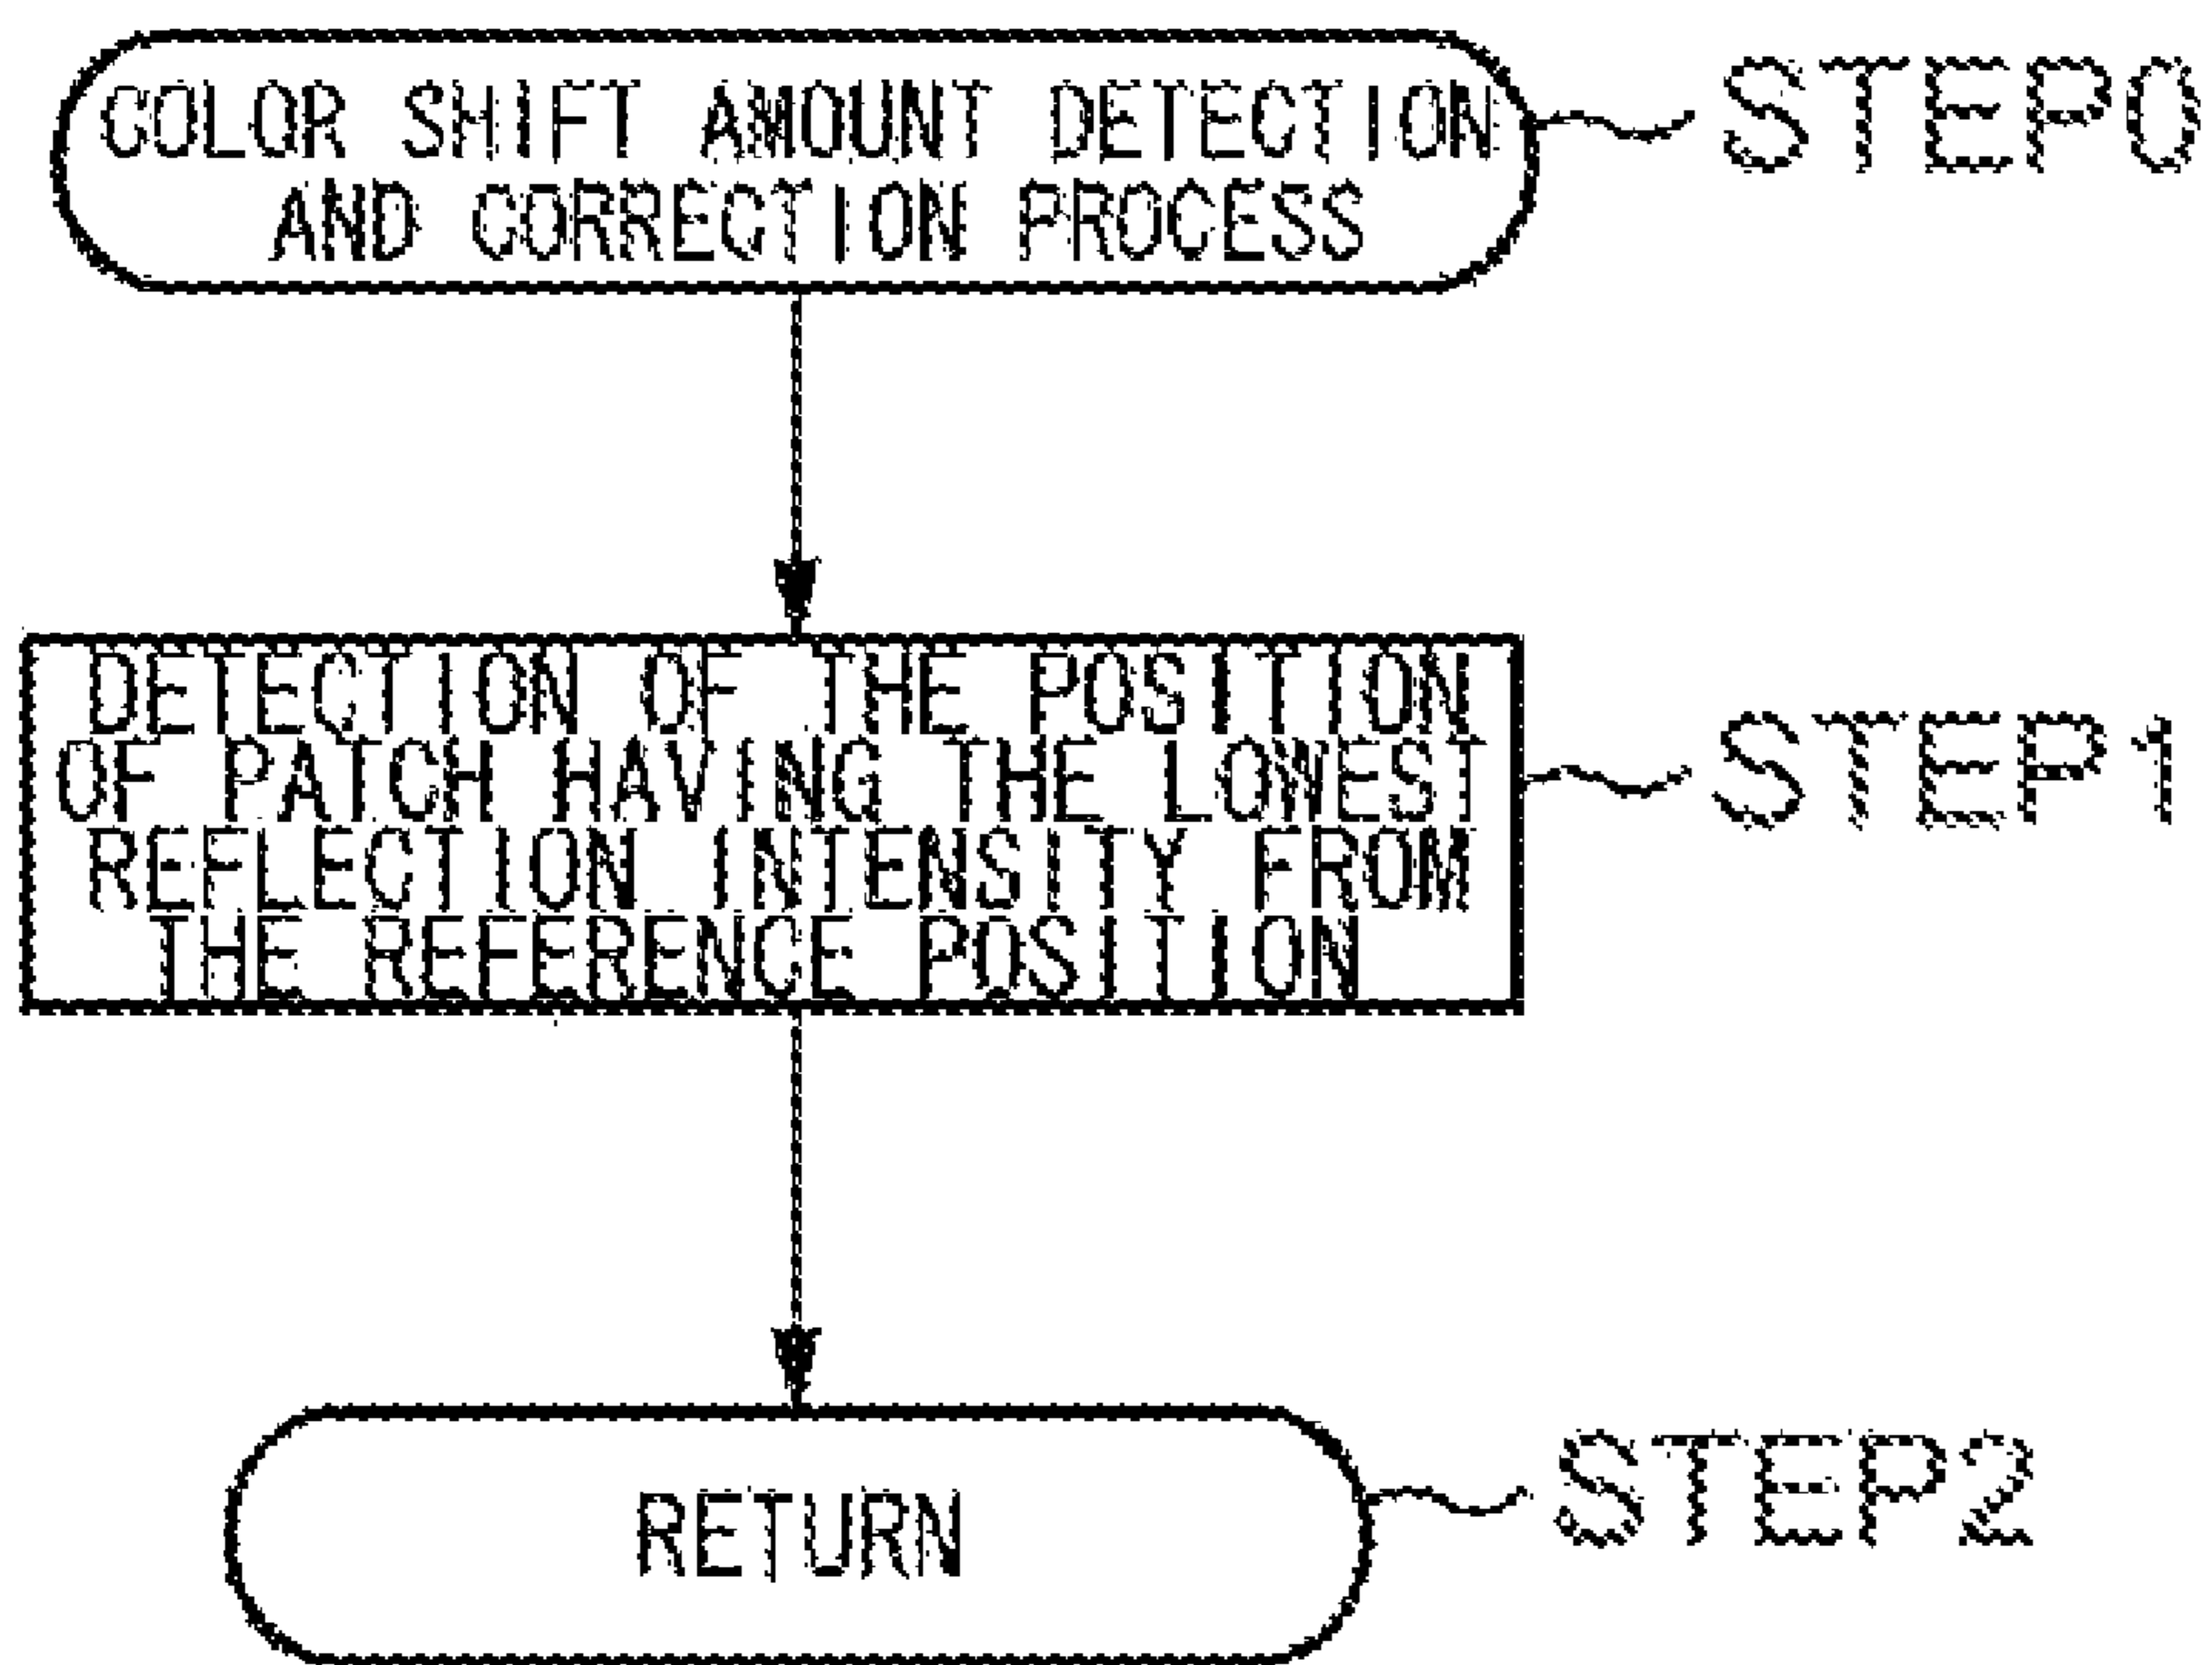 COLOR SHIFT AMOUNT DETECTION
AND CORRECTION PROCESS
STEP0
DETECTION OF THE POSITION
OF PATCH HAVING THE LOWEST
REFLECTION INTENSITY FROM
THE REFERENCE POSITION
STEP1
RETURN
STEP2